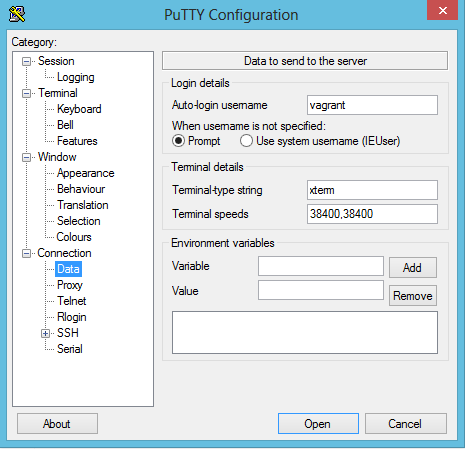 PuTTY Configuration
Category:
Session
Logging
Terminal
Keyboard
Bell
Features
Window
Appearance
Behaviour
Translation
Selection
Colours
Connection
Data
Proxy
Telnet
Rlogin
SSH
Serial
Data to send to the server
Login details
Auto-login username vagrant
When username is not specified:
Prompt Use system username (IEUser)
Terminal details
Terminal-type string xterm
Terminal speeds 38400,38400
Environment variables
Variable Add
Value Remove
About Open Cancel